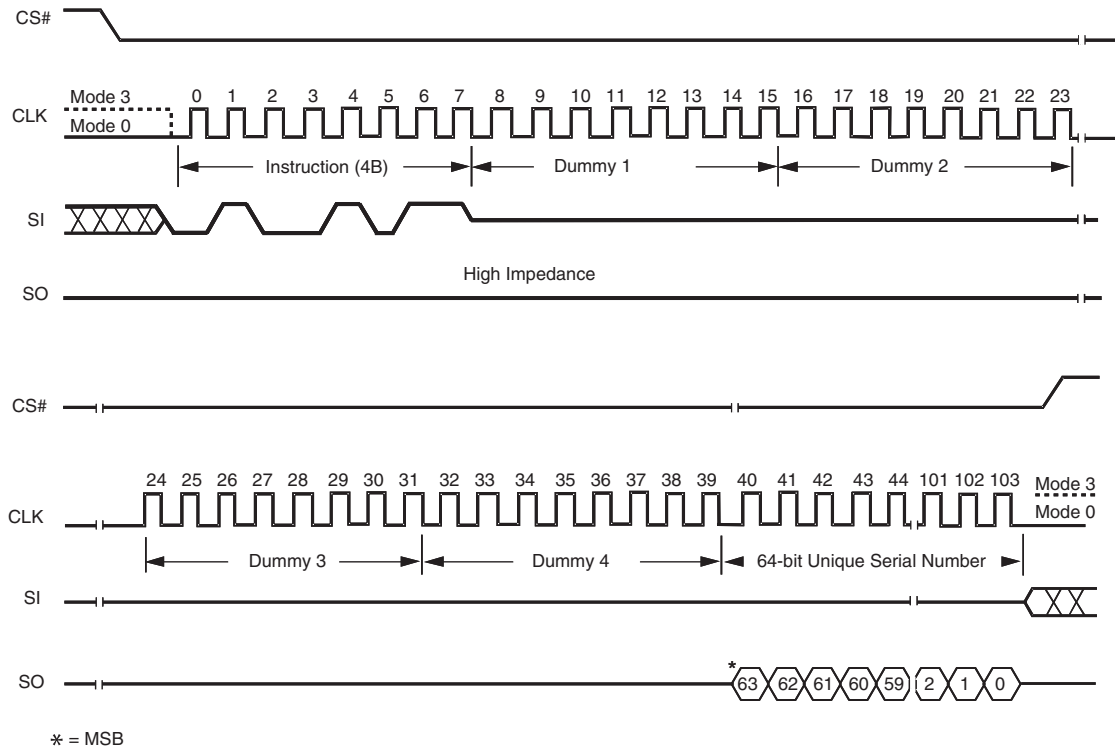 CS#
Mode 3
0 1 2 3 4 5 6 7 8 9 10 11 12 13 14 15 16 17 18 19 20 21 22 23
CLK
Mode 0
Instruction (4B) Dummy 1 Dummy 2
SI
High Impedance
SO
CS#
24 25 26 27 28 29 30 31 32 33 34 35 36 37 38 39 40 41 42 43 44 101 102 103
Mode 3
CLK
Mode 0
Dummy 3 Dummy 4 64-bit Unique Serial Number
SI
*
SO 63 62 61 60 59 2 1 0
* = MSB